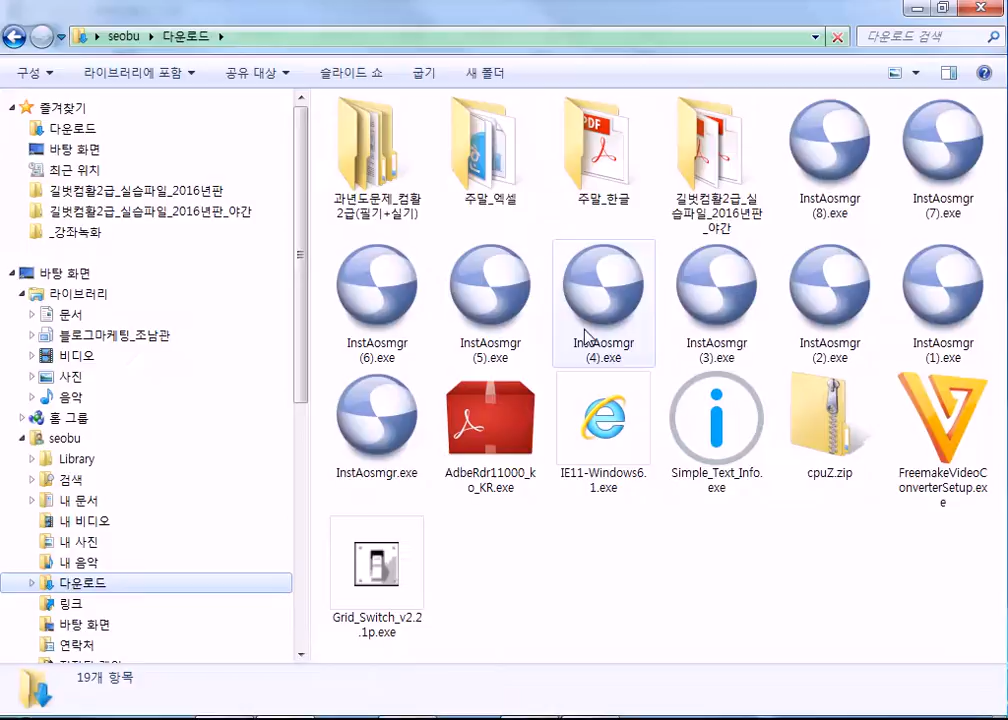 seobu ▸ 다운로드 ▸
다운로드 검색
구성 라이브러리에 포함 공유 대상 슬라이드 쇼 굽기 새 폴더
즐겨찾기
다운로드
바탕 화면
최근 위치
길벗컴활2급_실습파일_2016년판
길벗컴활2급_실습파일_2016년판_야간
_강좌녹화
바탕 화면
라이브러리
문서
블로그마케팅_조남관
비디오
사진
음악
홈 그룹
seobu
Library
검색
내 문서
내 비디오
내 사진
내 음악
다운로드
링크
바탕 화면
연락처
과년도문제_컴활
2급(필기+실기)
주말_엑셀
PDF
주말_한글
길벗컴활2급_실
습파일_2016년판
_야간
InstAosmgr
(8).exe
InstAosmgr
(7).exe
InstAosmgr
(6).exe
InstAosmgr
(5).exe
InstAosmgr
(4).exe
InstAosmgr
(3).exe
InstAosmgr
(2).exe
InstAosmgr
(1).exe
InstAosmgr.exe
AdbeRdr11000_k
o_KR.exe
IE11-Windows6.
1.exe
Simple_Text_Info.
exe
cpuZ.zip
FreemakeVideoC
onverterSetup.ex
e
Grid_Switch_v2.2
.1p.exe
19개 항목